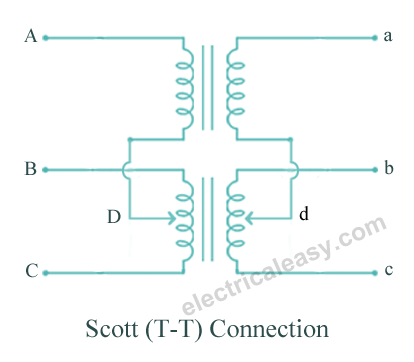 A a
B b
D d
C c
electricaleasy.com
Scott (T-T) Connection